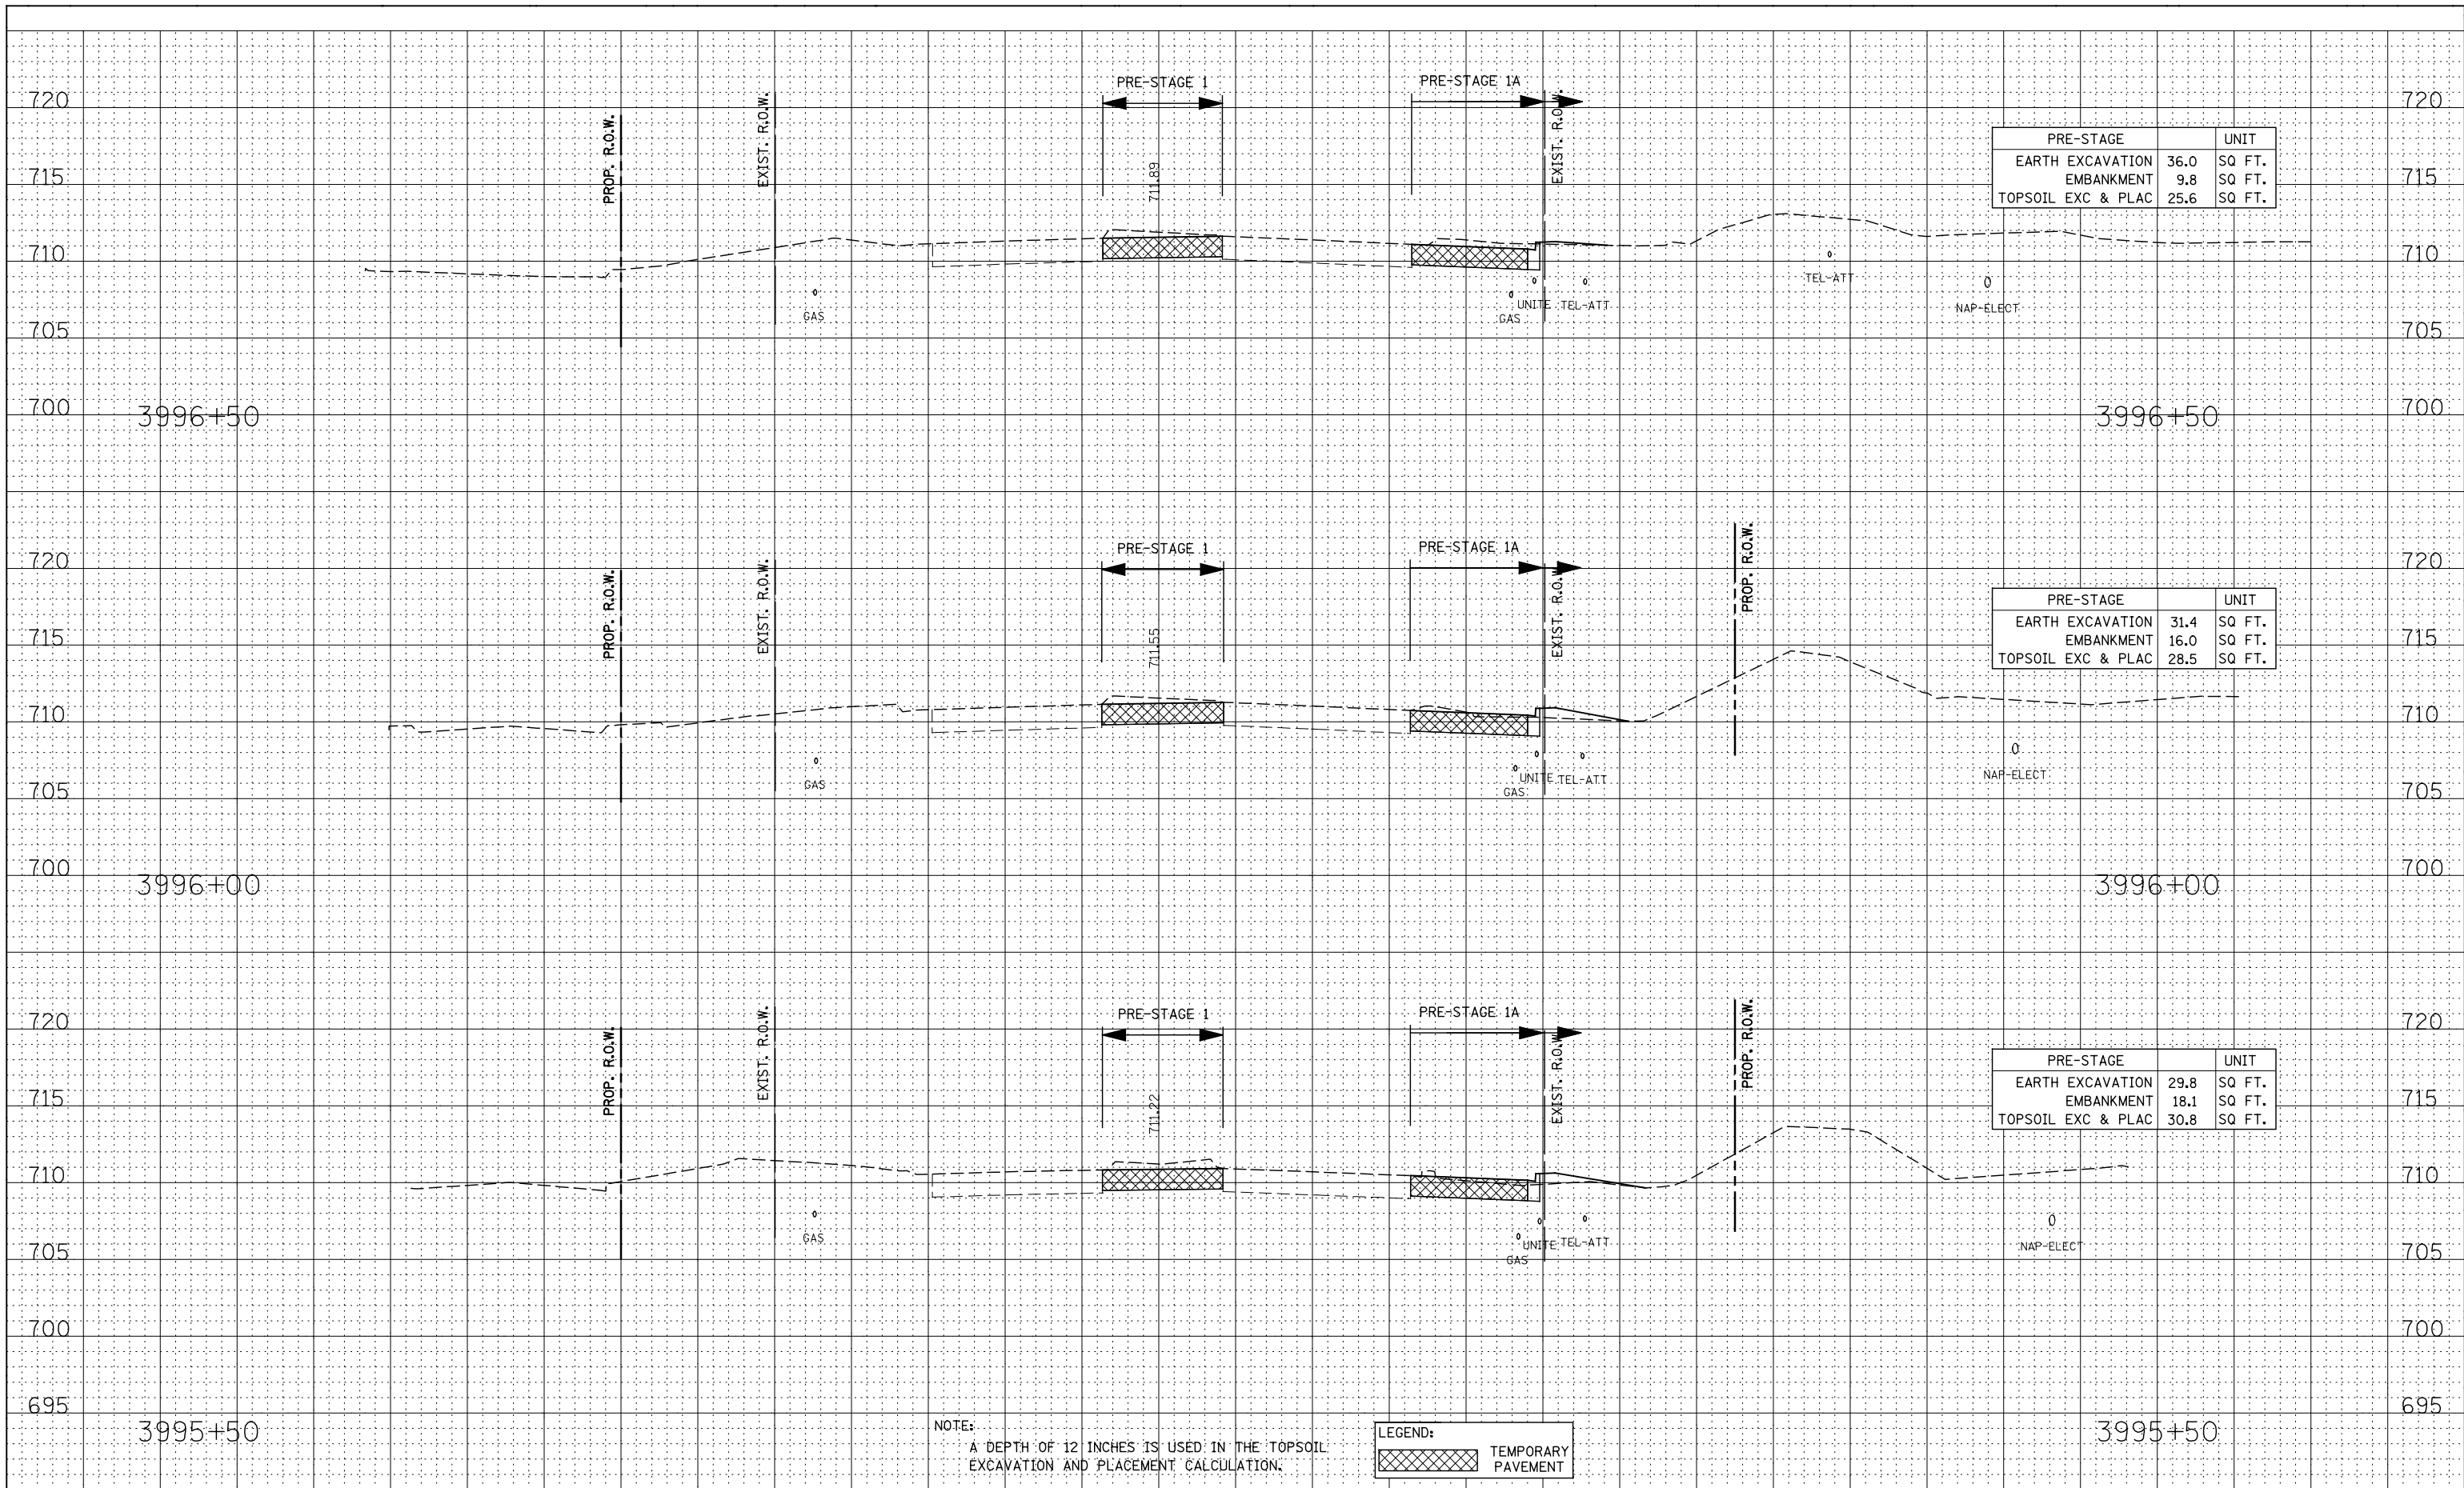 PRE-STAGE 1
PRE-STAGE 1A
720
720
PROP. R.O.W.
EXIST. R.O.W.
EXIST. R.O.W.
711.89
PRE-STAGE UNIT
EARTH EXCAVATION 36.0 SQ FT.
EMBANKMENT 9.8 SQ FT.
TOPSOIL EXC & PLAC 25.6 SQ FT.
715
715
710
710
GAS
UNITE
TEL-ATT
GAS
TEL-ATT
NAP-ELECT
705
705
700
700
3996+50
3996+50
PRE-STAGE 1
PRE-STAGE 1A
720
720
PROP. R.O.W.
EXIST. R.O.W.
EXIST. R.O.W.
PROP. R.O.W.
711.55
PRE-STAGE UNIT
EARTH EXCAVATION 31.4 SQ FT.
EMBANKMENT 16.0 SQ FT.
TOPSOIL EXC & PLAC 28.5 SQ FT.
715
715
710
710
GAS
UNITE
TEL-ATT
GAS
NAP-ELECT
705
705
700
700
3996+00
3996+00
PRE-STAGE 1
PRE-STAGE 1A
720
720
PROP. R.O.W.
EXIST. R.O.W.
EXIST. R.O.W.
PROP. R.O.W.
711.22
PRE-STAGE UNIT
EARTH EXCAVATION 29.8 SQ FT.
EMBANKMENT 18.1 SQ FT.
TOPSOIL EXC & PLAC 30.8 SQ FT.
715
715
710
710
GAS
UNITE
TEL-ATT
GAS
NAP-ELECT
705
705
700
700
695
695
3995+50
3995+50
NOTE:
A DEPTH OF 12 INCHES IS USED IN THE TOPSOIL
EXCAVATION AND PLACEMENT CALCULATION.
LEGEND:
TEMPORARY
PAVEMENT